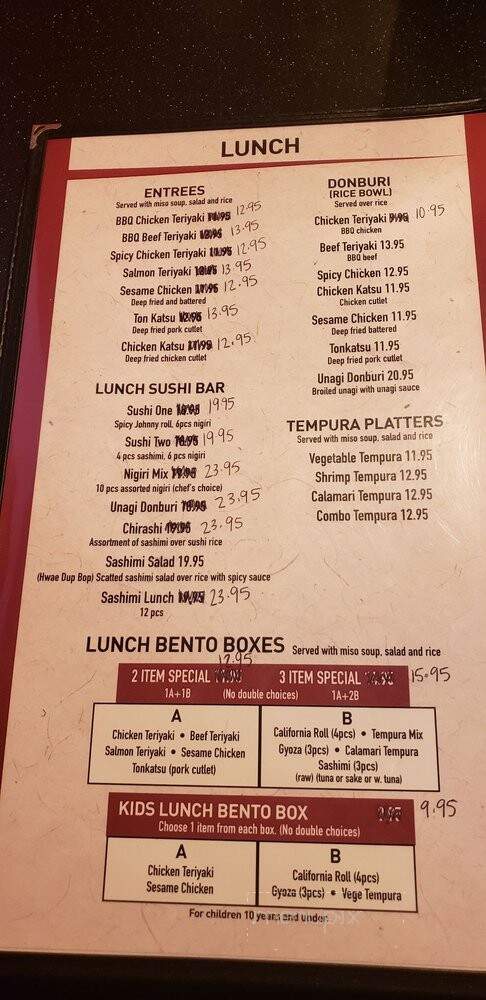 LUNCH
ENTREES
Served with miso soup, salad and rice
BBQ Chicken Teriyaki 12.95
BBQ Beef Teriyaki 13.95
Spicy Chicken Teriyaki 11.95 12.95
Salmon Teriyaki 13.95
Sesame Chicken 11.95 12.95
Deep fried and battered
Ton Katsu 12.95 13.95
Deep fried pork cutlet
Chicken Katsu 11.95 12.95
Deep fried chicken cutlet
LUNCH SUSHI BAR
Sushi One 19.95
Spicy Johnny roll, 6pcs nigiri
Sushi Two 19.95
4 pcs sashimi, 6 pcs nigiri
Nigiri Mix 23.95
10 pcs assorted nigiri (chef's choice)
Unagi Donburi 23.95
Chirashi 19.95 23.95
Assortment of sashimi over sushi rice
Sashimi Salad 19.95
(Hwae Dup Bop) Scatted sashimi salad over rice with spicy sauce
Sashimi Lunch 19.95 23.95
12 pcs
DONBURI
(RICE BOWL)
Served over rice
Chicken Teriyaki 9.95 10.95
BBQ chicken
Beef Teriyaki 13.95
BBQ beef
Spicy Chicken 12.95
Chicken Katsu 11.95
Chicken cutlet
Sesame Chicken 11.95
Deep fried battered
Tonkatsu 11.95
Deep fried pork cutlet
Unagi Donburi 20.95
Broiled unagi with unagi sauce
TEMPURA PLATTERS
Served with miso soup, salad and rice
Vegetable Tempura 11.95
Shrimp Tempura 12.95
Calamari Tempura 12.95
Combo Tempura 12.95
LUNCH BENTO BOXES Served with miso soup, salad and rice
12.95
2 ITEM SPECIAL 3 ITEM SPECIAL 15.95
1A+1B (No double choices) 1A+2B
A
Chicken Teriyaki • Beef Teriyaki
Salmon Teriyaki • Sesame Chicken
Tonkatsu (pork cutlet)
B
California Roll (4pcs) • Tempura Mix
Gyoza (3pcs) • Calamari Tempura
Sashimi (3pcs)
(raw) (tuna or sake or w. tuna)
KIDS LUNCH BENTO BOX 9.95
Choose 1 item from each box. (No double choices)
A
Chicken Teriyaki
Sesame Chicken
B
California Roll (4pcs)
Gyoza (3pcs) • Vege Tempura
For children 10 years and under.